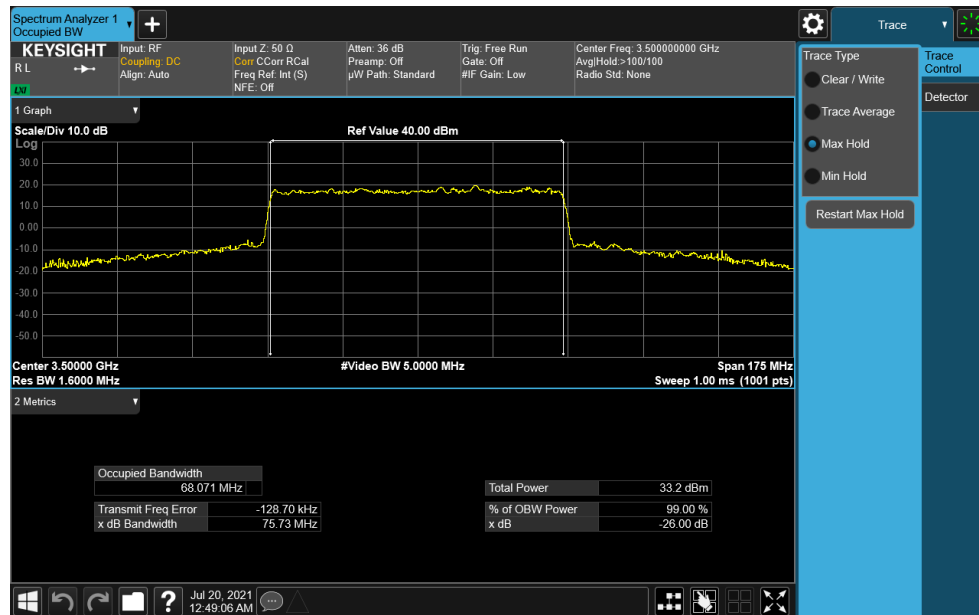 Spectrum Analyzer 1
Occupied BW
Trace
KEYSIGHT
R L
LXI
Input: RF
Coupling: DC
Align: Auto
Input Z: 50 Ω
Corr CCorr RCal
Freq Ref: Int (S)
NFE: Off
Atten: 36 dB
Preamp: Off
µW Path: Standard
Trig: Free Run
Gate: Off
#IF Gain: Low
Center Freq: 3.500000000 GHz
Avg|Hold:>100/100
Radio Std: None
1 Graph
Scale/Div 10.0 dB
Ref Value 40.00 dBm
Log
30.0
20.0
10.0
0.00
-10.0
-20.0
-30.0
-40.0
-50.0
Center 3.50000 GHz
#Video BW 5.0000 MHz
Span 175 MHz
Res BW 1.6000 MHz
Sweep 1.00 ms (1001 pts)
2 Metrics
Occupied Bandwidth
68.071 MHz
Transmit Freq Error -128.70 kHz
x dB Bandwidth 75.73 MHz
Total Power 33.2 dBm
% of OBW Power 99.00 %
x dB -26.00 dB
Trace Type
Clear / Write
Trace Average
Max Hold
Min Hold
Restart Max Hold
Trace
Control
Detector
?
Jul 20, 2021
12:49:06 AM